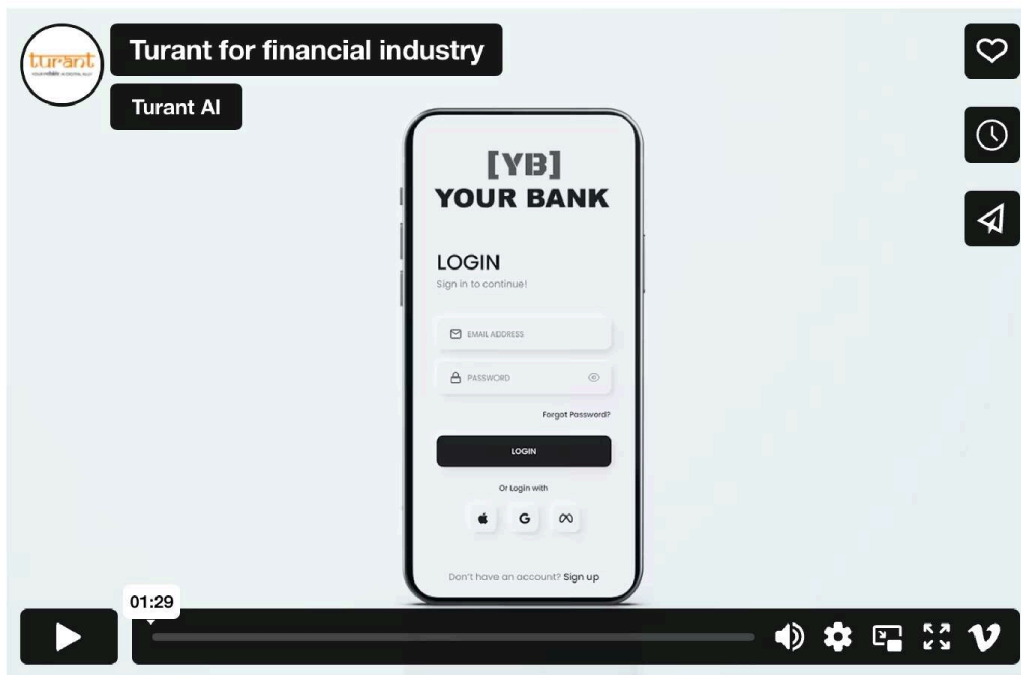 turant
Turant for financial industry
Turant AI
[YB]
YOUR BANK
LOGIN
Sign in to continue!
EMAIL ADDRESS
PASSWORD
Forgot Password?
LOGIN
Or Login with
G
Don't have an account? Sign up
01:29